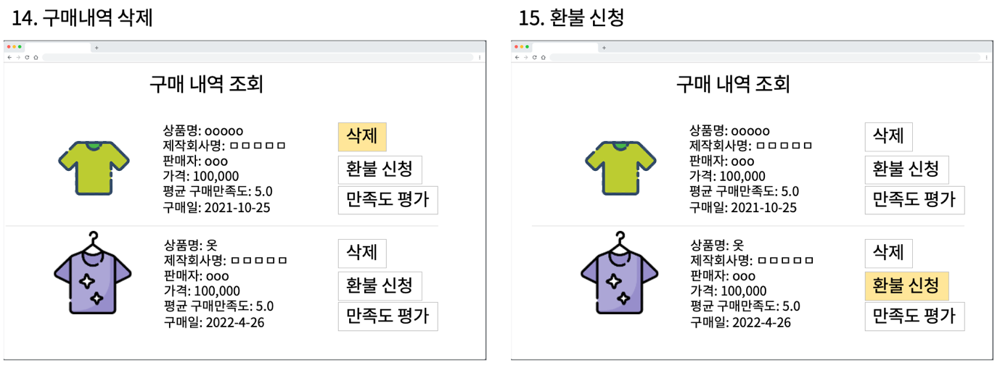 14. 구매내역 삭제
구매 내역 조회
상품명: ooooo
제작회사명: ㅁㅁㅁㅁㅁ
판매자: ooo
가격: 100,000
평균 구매만족도: 5.0
구매일: 2021-10-25
삭제
환불 신청
만족도 평가
상품명: 옷
제작회사명: ㅁㅁㅁㅁㅁ
판매자: ooo
가격: 100,000
평균 구매만족도: 5.0
구매일: 2022-4-26
삭제
환불 신청
만족도 평가
15. 환불 신청
구매 내역 조회
상품명: ooooo
제작회사명: ㅁㅁㅁㅁㅁ
판매자: ooo
가격: 100,000
평균 구매만족도: 5.0
구매일: 2021-10-25
삭제
환불 신청
만족도 평가
상품명: 옷
제작회사명: ㅁㅁㅁㅁㅁ
판매자: ooo
가격: 100,000
평균 구매만족도: 5.0
구매일: 2022-4-26
삭제
환불 신청
만족도 평가